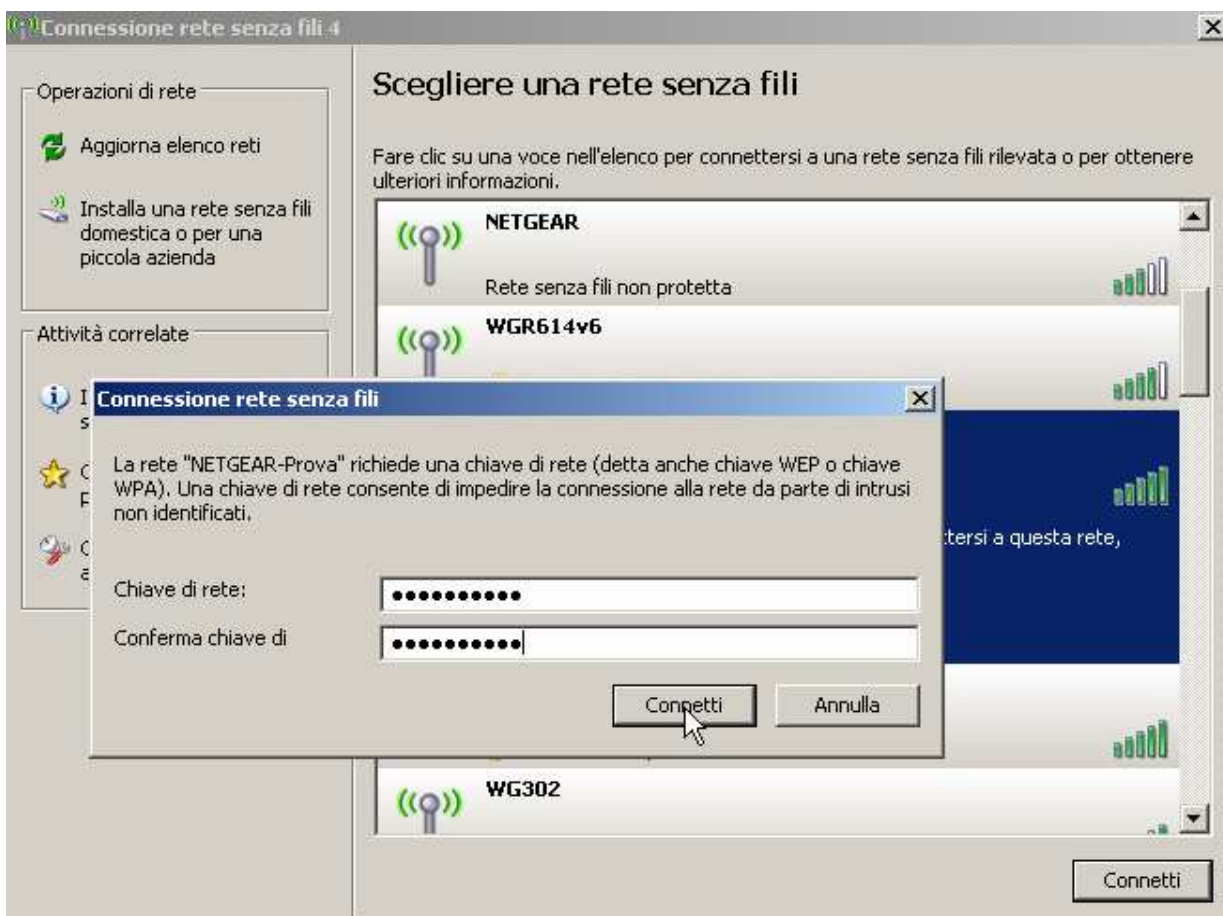 Connessione rete senza fili 4
Operazioni di rete
Aggiorna elenco reti
Installa una rete senza fili
domestica o per una
piccola azienda
Attività correlate
Scegliere una rete senza fili
Fare clic su una voce nell'elenco per connettersi a una rete senza fili rilevata o per ottenere
ulteriori informazioni.
NETGEAR
Rete senza fili non protetta
WGR614v6
ttersi a questa rete,
WG302
Connetti
Connessione rete senza fili
La rete "NETGEAR-Prova" richiede una chiave di rete (detta anche chiave WEP o chiave
WPA). Una chiave di rete consente di impedire la connessione alla rete da parte di intrusi
non identificati.
Chiave di rete:
Conferma chiave di
Connetti
Annulla